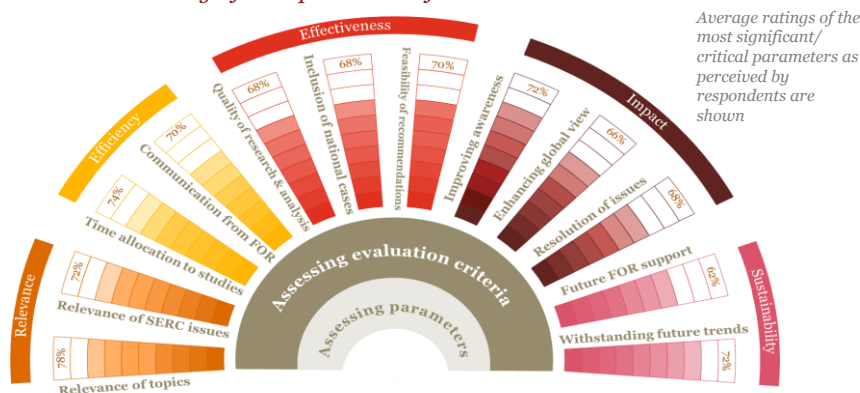 Average ratings of the
most significant/
critical parameters as
perceived by
respondents are
shown
Relevance
78%
Relevance of topics
72%
Relevance of SERC issues
Efficiency
74%
Time allocation to studies
70%
Communication from FOR
Effectiveness
68%
Quality of research & analysis
68%
Inclusion of national cases
70%
Feasibility of recommendations
Impact
72%
Improving awareness
66%
Enhancing global view
68%
Resolution of issues
Sustainability
62%
Future FOR support
72%
Withstanding future trends
Assessing evaluation criteria
Assessing parameters